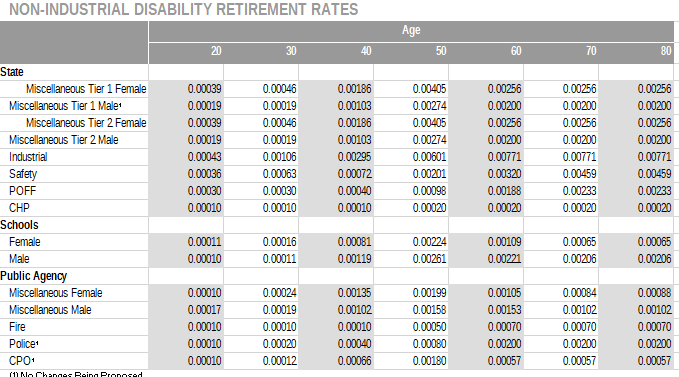 NON-INDUSTRIAL DISABILITY RETIREMENT RATES
Age
20 30 40 50 60 70 80
State
Miscellaneous Tier 1 Female 0.00039 0.00046 0.00186 0.00405 0.00256 0.00256 0.00256
Miscellaneous Tier 1 Male¹ 0.00019 0.00019 0.00103 0.00274 0.00200 0.00200 0.00200
Miscellaneous Tier 2 Female 0.00039 0.00046 0.00186 0.00405 0.00256 0.00256 0.00256
Miscellaneous Tier 2 Male 0.00019 0.00019 0.00103 0.00274 0.00200 0.00200 0.00200
Industrial 0.00043 0.00106 0.00295 0.00601 0.00771 0.00771 0.00771
Safety 0.00036 0.00063 0.00072 0.00201 0.00320 0.00459 0.00459
POFF 0.00030 0.00030 0.00040 0.00098 0.00188 0.00233 0.00233
CHP 0.00010 0.00010 0.00010 0.00020 0.00020 0.00020 0.00020
Schools
Female 0.00011 0.00016 0.00081 0.00224 0.00109 0.00065 0.00065
Male 0.00010 0.00011 0.00119 0.00261 0.00221 0.00206 0.00206
Public Agency
Miscellaneous Female 0.00010 0.00024 0.00135 0.00199 0.00105 0.00084 0.00088
Miscellaneous Male 0.00017 0.00019 0.00102 0.00158 0.00153 0.00102 0.00102
Fire 0.00010 0.00010 0.00010 0.00050 0.00070 0.00070 0.00070
Police¹ 0.00010 0.00020 0.00040 0.00080 0.00200 0.00200 0.00200
CPO¹ 0.00010 0.00012 0.00066 0.00180 0.00057 0.00057 0.00057
(1) No Changes Being Proposed